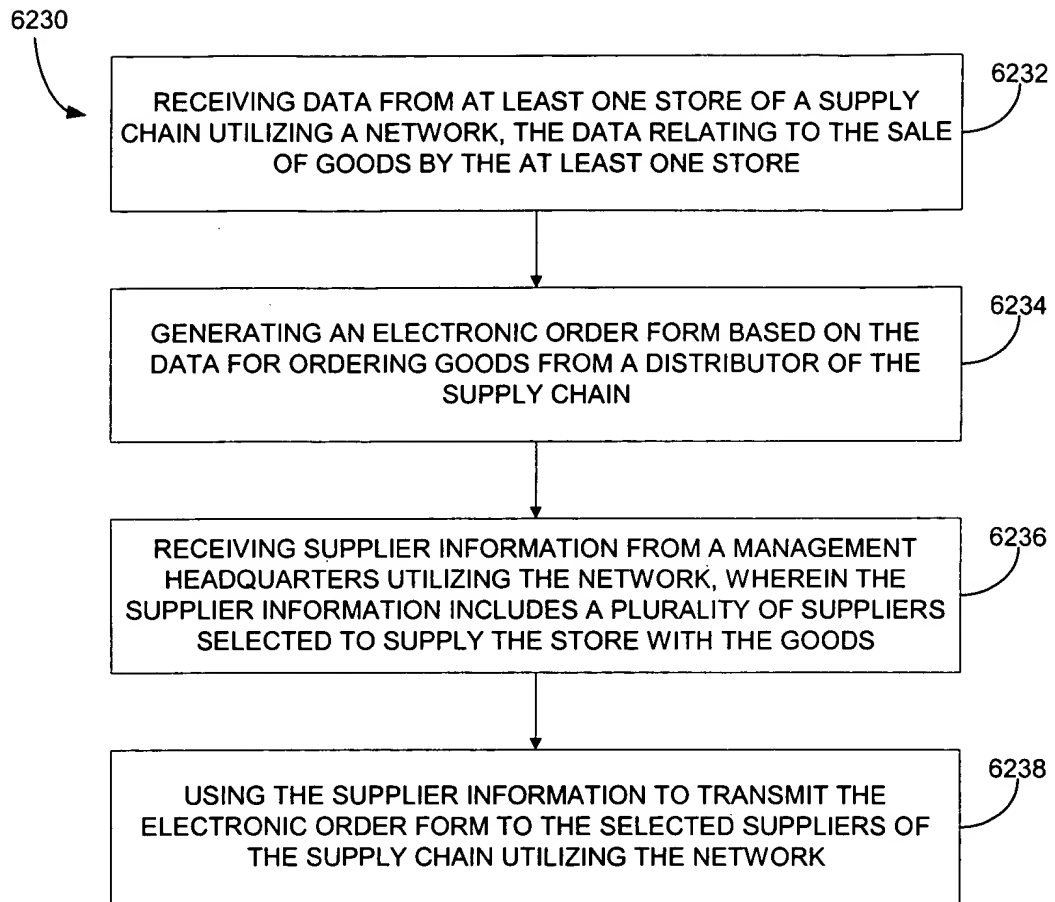 6230
6232
RECEIVING DATA FROM AT LEAST ONE STORE OF A SUPPLY
CHAIN UTILIZING A NETWORK, THE DATA RELATING TO THE SALE
OF GOODS BY THE AT LEAST ONE STORE
6234
GENERATING AN ELECTRONIC ORDER FORM BASED ON THE
DATA FOR ORDERING GOODS FROM A DISTRIBUTOR OF THE
SUPPLY CHAIN
6236
RECEIVING SUPPLIER INFORMATION FROM A MANAGEMENT
HEADQUARTERS UTILIZING THE NETWORK, WHEREIN THE
SUPPLIER INFORMATION INCLUDES A PLURALITY OF SUPPLIERS
SELECTED TO SUPPLY THE STORE WITH THE GOODS
6238
USING THE SUPPLIER INFORMATION TO TRANSMIT THE
ELECTRONIC ORDER FORM TO THE SELECTED SUPPLIERS OF
THE SUPPLY CHAIN UTILIZING THE NETWORK